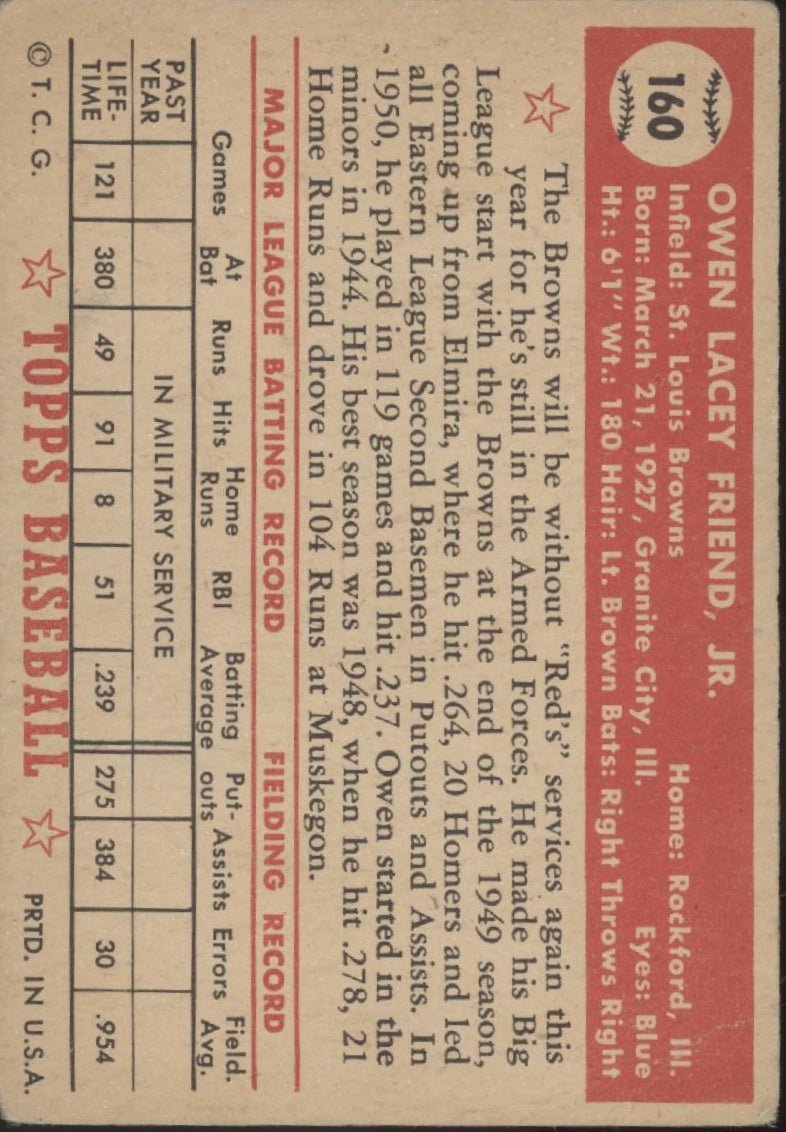 160
OWEN LACEY FRIEND, JR.
Infield: St. Louis Browns Home: Rockford, Ill.
Born: March 21, 1927, Granite City, Ill. Eyes: Blue
Ht.: 6'1" Wt.: 180 Hair: Lt. Brown Bats: Right Throws Right
The Browns will be without "Red's" services again this
year for he's still in the Armed Forces. He made his Big
League start with the Browns at the end of the 1949 season,
coming up from Elmira, where he hit .264, 20 Homers and led
all Eastern League Second Basemen in Putouts and Assists. In
1950, he played in 119 games and hit .237. Owen started in the
minors in 1944. His best season was 1948, when he hit .278, 21
Home Runs and drove in 104 Runs at Muskegon.
MAJOR LEAGUE BATTING RECORD FIELDING RECORD
Games At Bat Runs Hits Home Runs RBI Batting Average Put-outs Assists Errors Field. Avg.
PAST YEAR IN MILITARY SERVICE
LIFE-TIME 121 380 49 91 8 51 .239 275 384 30 .954
© T. C. G. TOPPS BASEBALL PRTD. IN U.S.A.